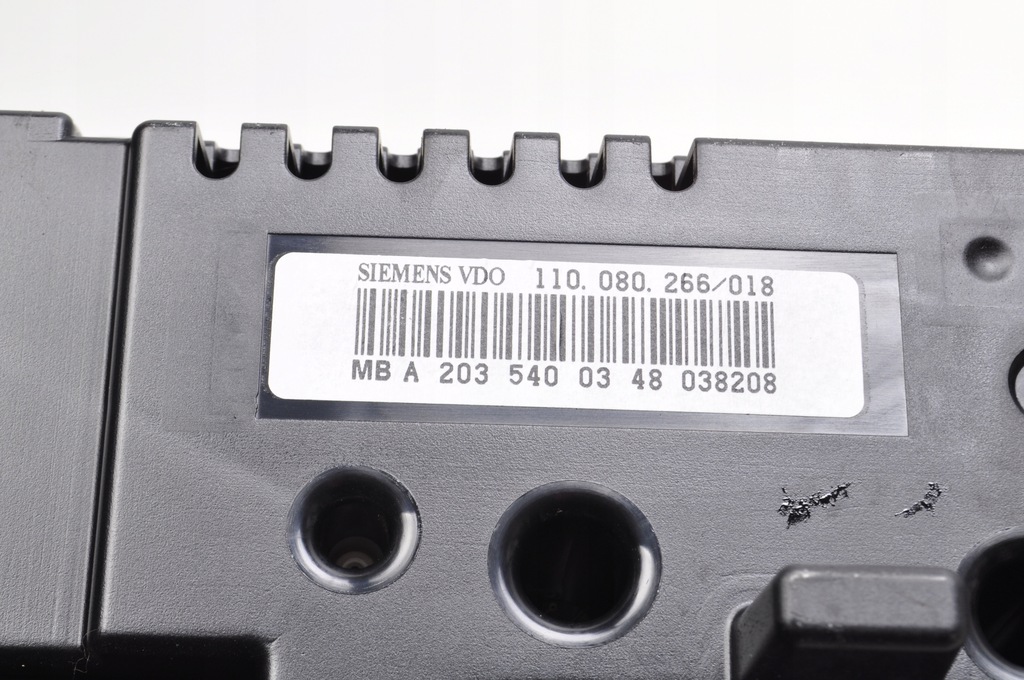 SIEMENS VDO 110.080.266/018
MB A 203 540 03 48 038208